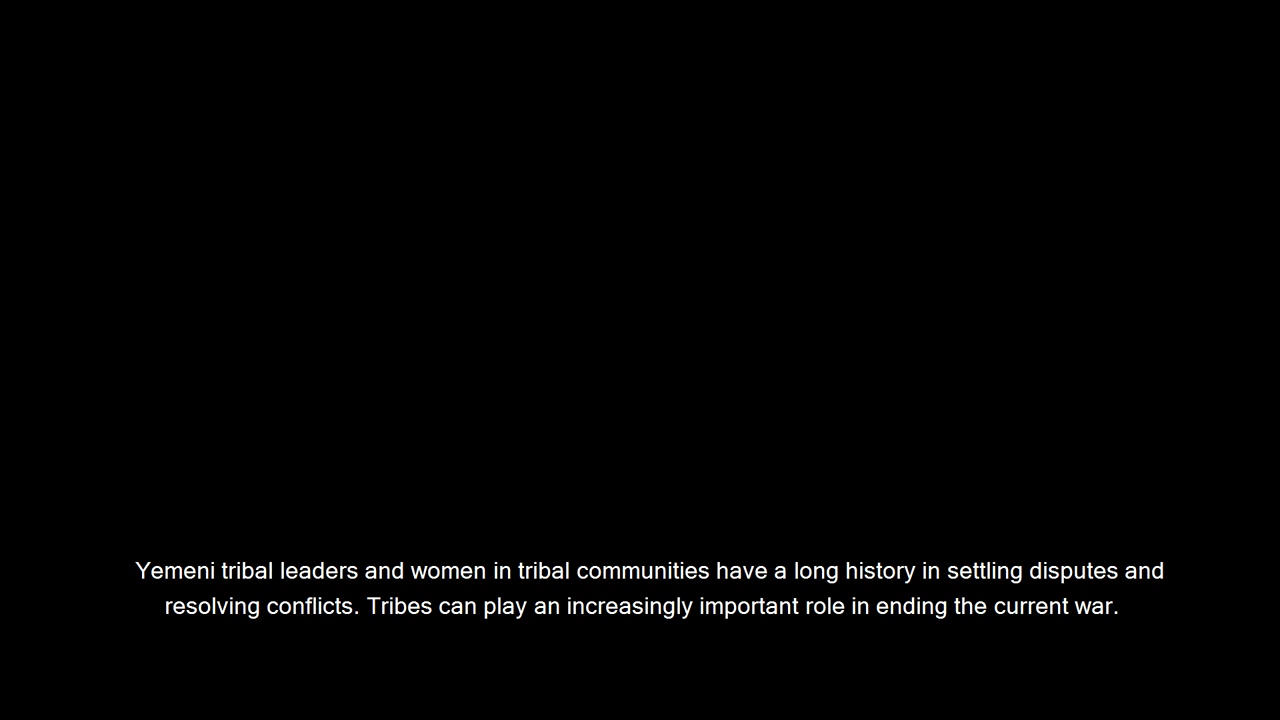 Yemeni tribal leaders and women in tribal communities have a long history in settling disputes and
resolving conflicts. Tribes can play an increasingly important role in ending the current war.